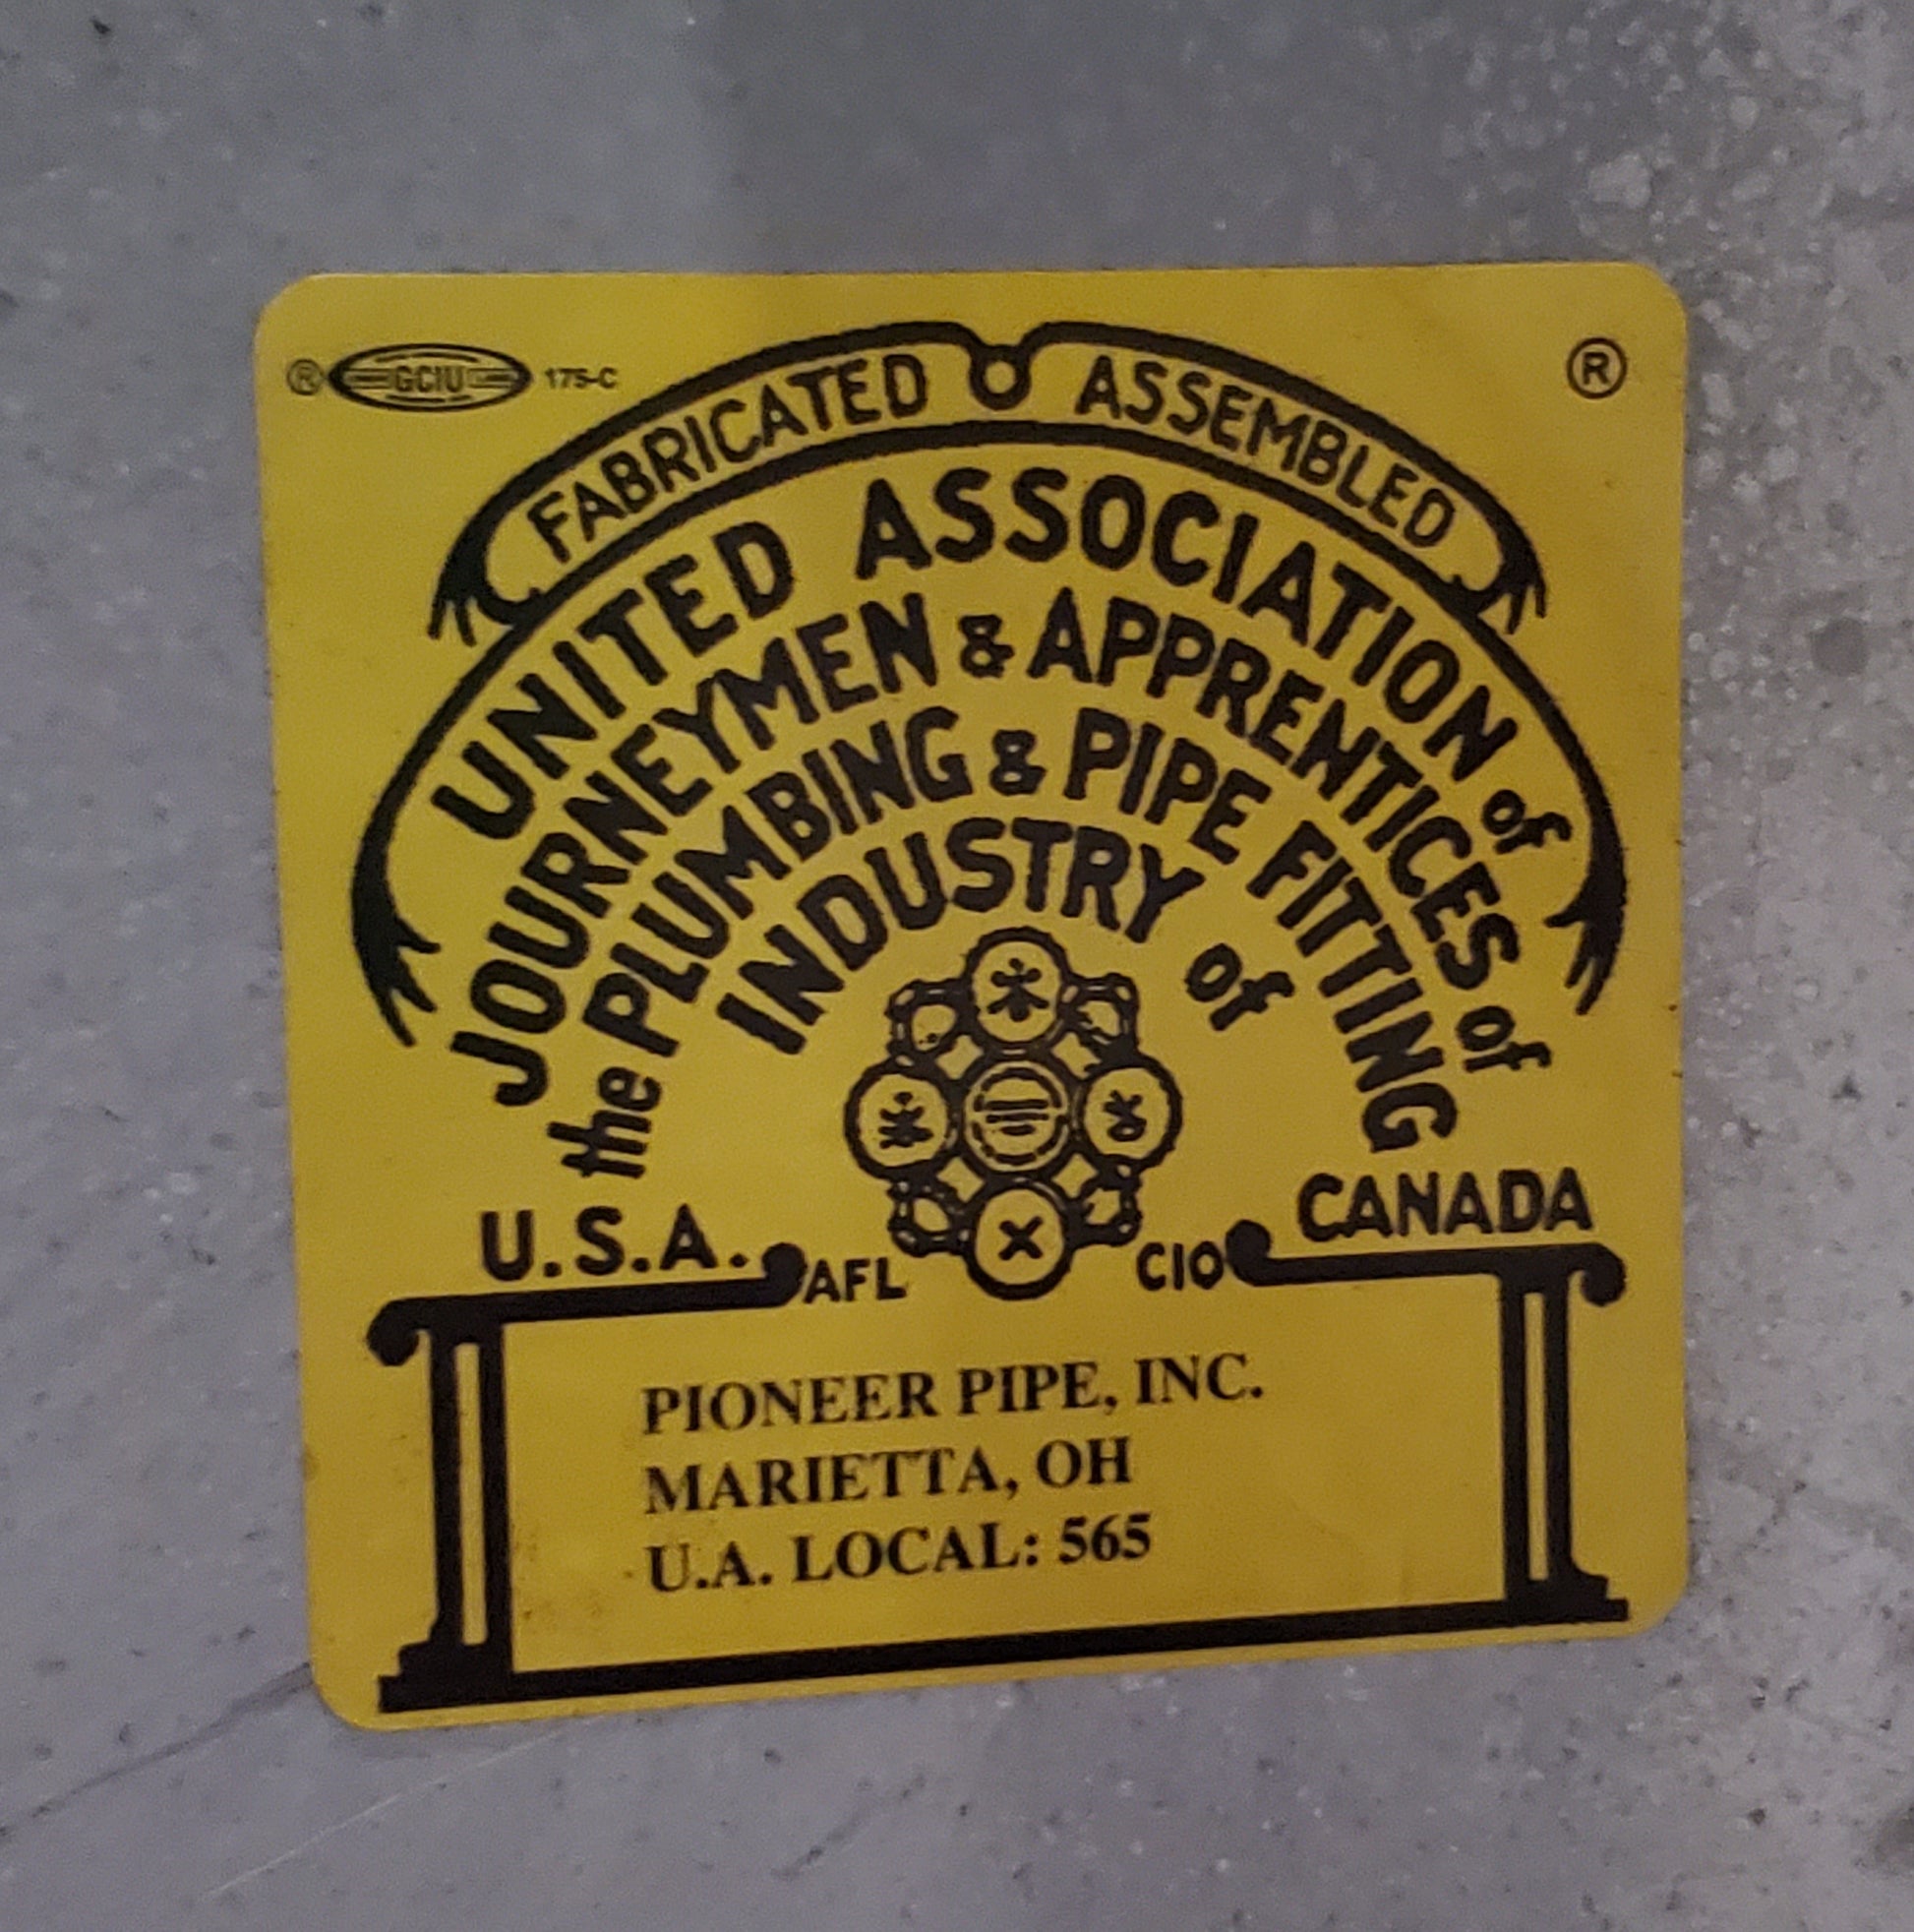 ® GCIU 175-C
®
FABRICATED ASSEMBLED
UNITED ASSOCIATION of
JOURNEYMEN & APPRENTICES of
the PLUMBING & PIPE FITTING
INDUSTRY of
U.S.A. CANADA
AFL CIO
PIONEER PIPE, INC.
MARIETTA, OH
U.A. LOCAL: 565